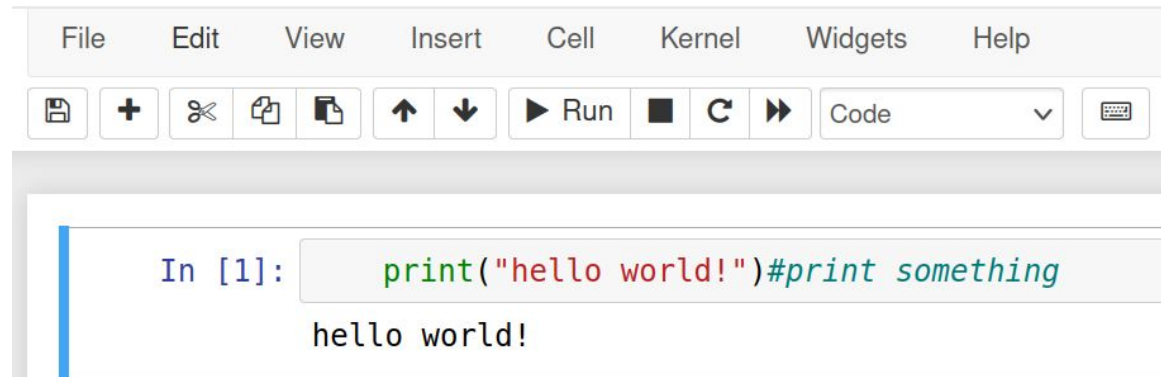 File Edit View Insert Cell Kernel Widgets Help
Run Code
In [1]:     print("hello world!")#print something
hello world!